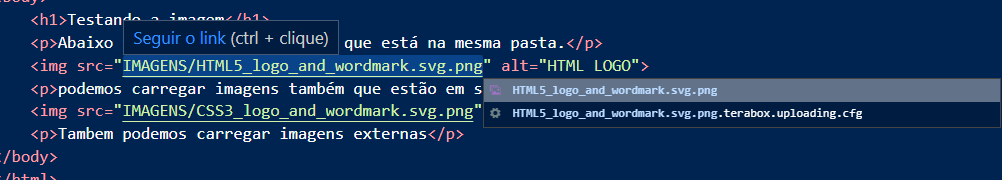 /body>
<h1>Testando a imagem</h1>
<p>Abaixo que está na mesma pasta.</p>
Seguir o link (ctrl + clique)
<img src="IMAGENS/HTML5_logo_and_wordmark.svg.png" alt="HTML LOGO">
<p>podemos carregar imagens também que estão em s
HTML5_logo_and_wordmark.svg.png
<img src="IMAGENS/CSS3_logo_and_wordmark.svg.png"
HTML5_logo_and_wordmark.svg.png.terabox.uploading.cfg
<p>Tambem podemos carregar imagens externas</p>
/body>
/html>